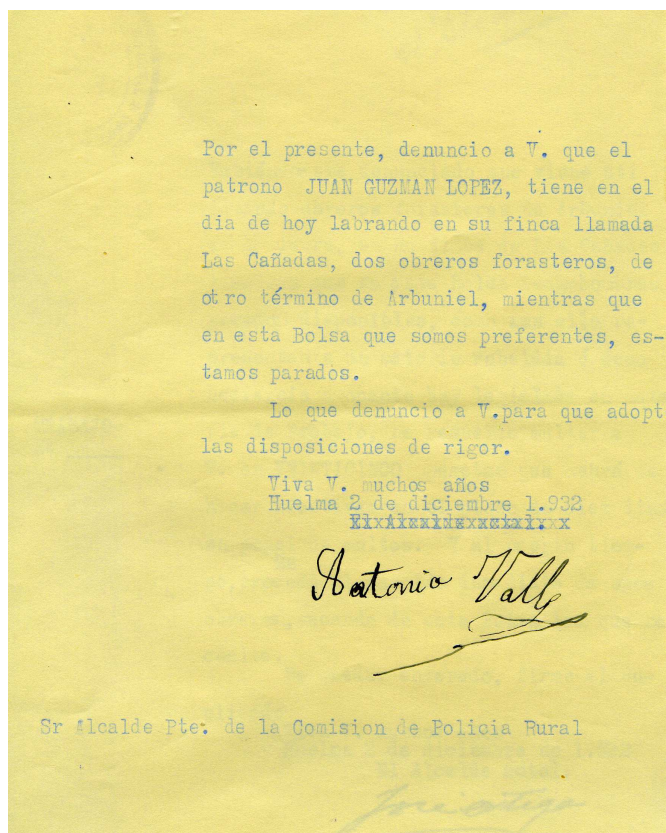 Por el presente, denuncio a V. que el
patrono JUAN GUZMAN LOPEZ, tiene en el
dia de hoy labrando en su finca llamada
Las Cañadas, dos obreros forasteros, de
otro término de Arbuniel, mientras que
en esta Bolsa que somos preferentes, es-
tamos parados.
Lo que denuncio a V.para que adopt
las disposiciones de rigor.
Viva V. muchos años
Huelma 2 de diciembre 1.932
Antonio Valle
Sr Alcalde Pte. de la Comision de Policía Rural
José Ortega